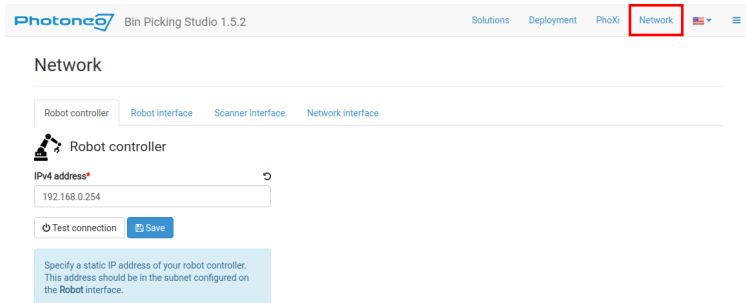 Photoneo Bin Picking Studio 1.5.2 Solutions Deployment PhoXi Network
Network
Robot controller Robot interface Scanner interface Network interface
Robot controller
IPv4 address*
192.168.0.254
Test connection Save
Specify a static IP address of your robot controller.
This address should be in the subnet configured on
the Robot interface.